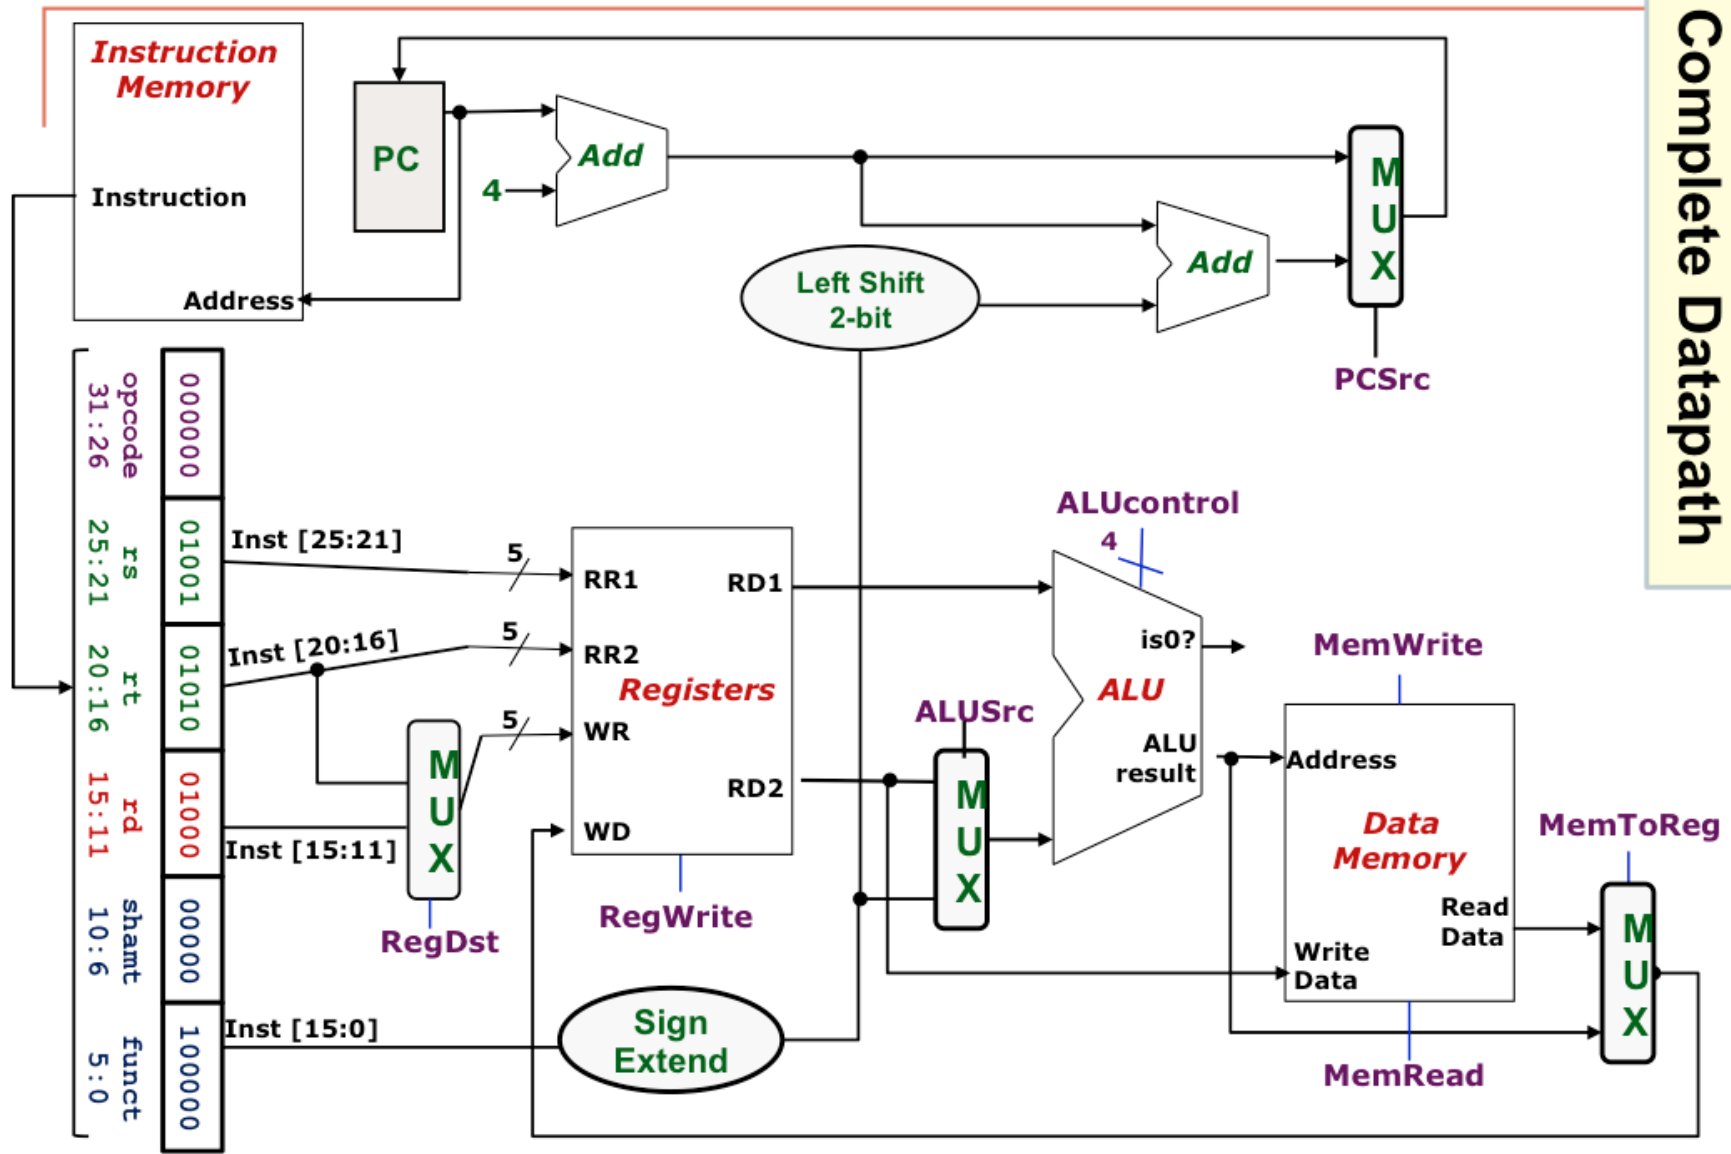 Complete Datapath
Instruction
Memory
Instruction
Address
PC
4
Add
Left Shift
2-bit
Add
M
U
X
PCSrc
opcode
31:26
000000
rs
25:21
01001
rt
20:16
01010
rd
15:11
01000
shamt
10:6
00000
funct
5:0
100000
Inst [25:21]
5
Inst [20:16]
5
5
Inst [15:11]
M
U
X
RegDst
Inst [15:0]
RR1
RR2
WR
WD
Registers
RD1
RD2
RegWrite
Sign
Extend
ALUSrc
M
U
X
ALUcontrol
4
is0?
ALU
ALU
result
MemWrite
Address
Data
Memory
Read
Data
Write
Data
MemRead
MemToReg
M
U
X